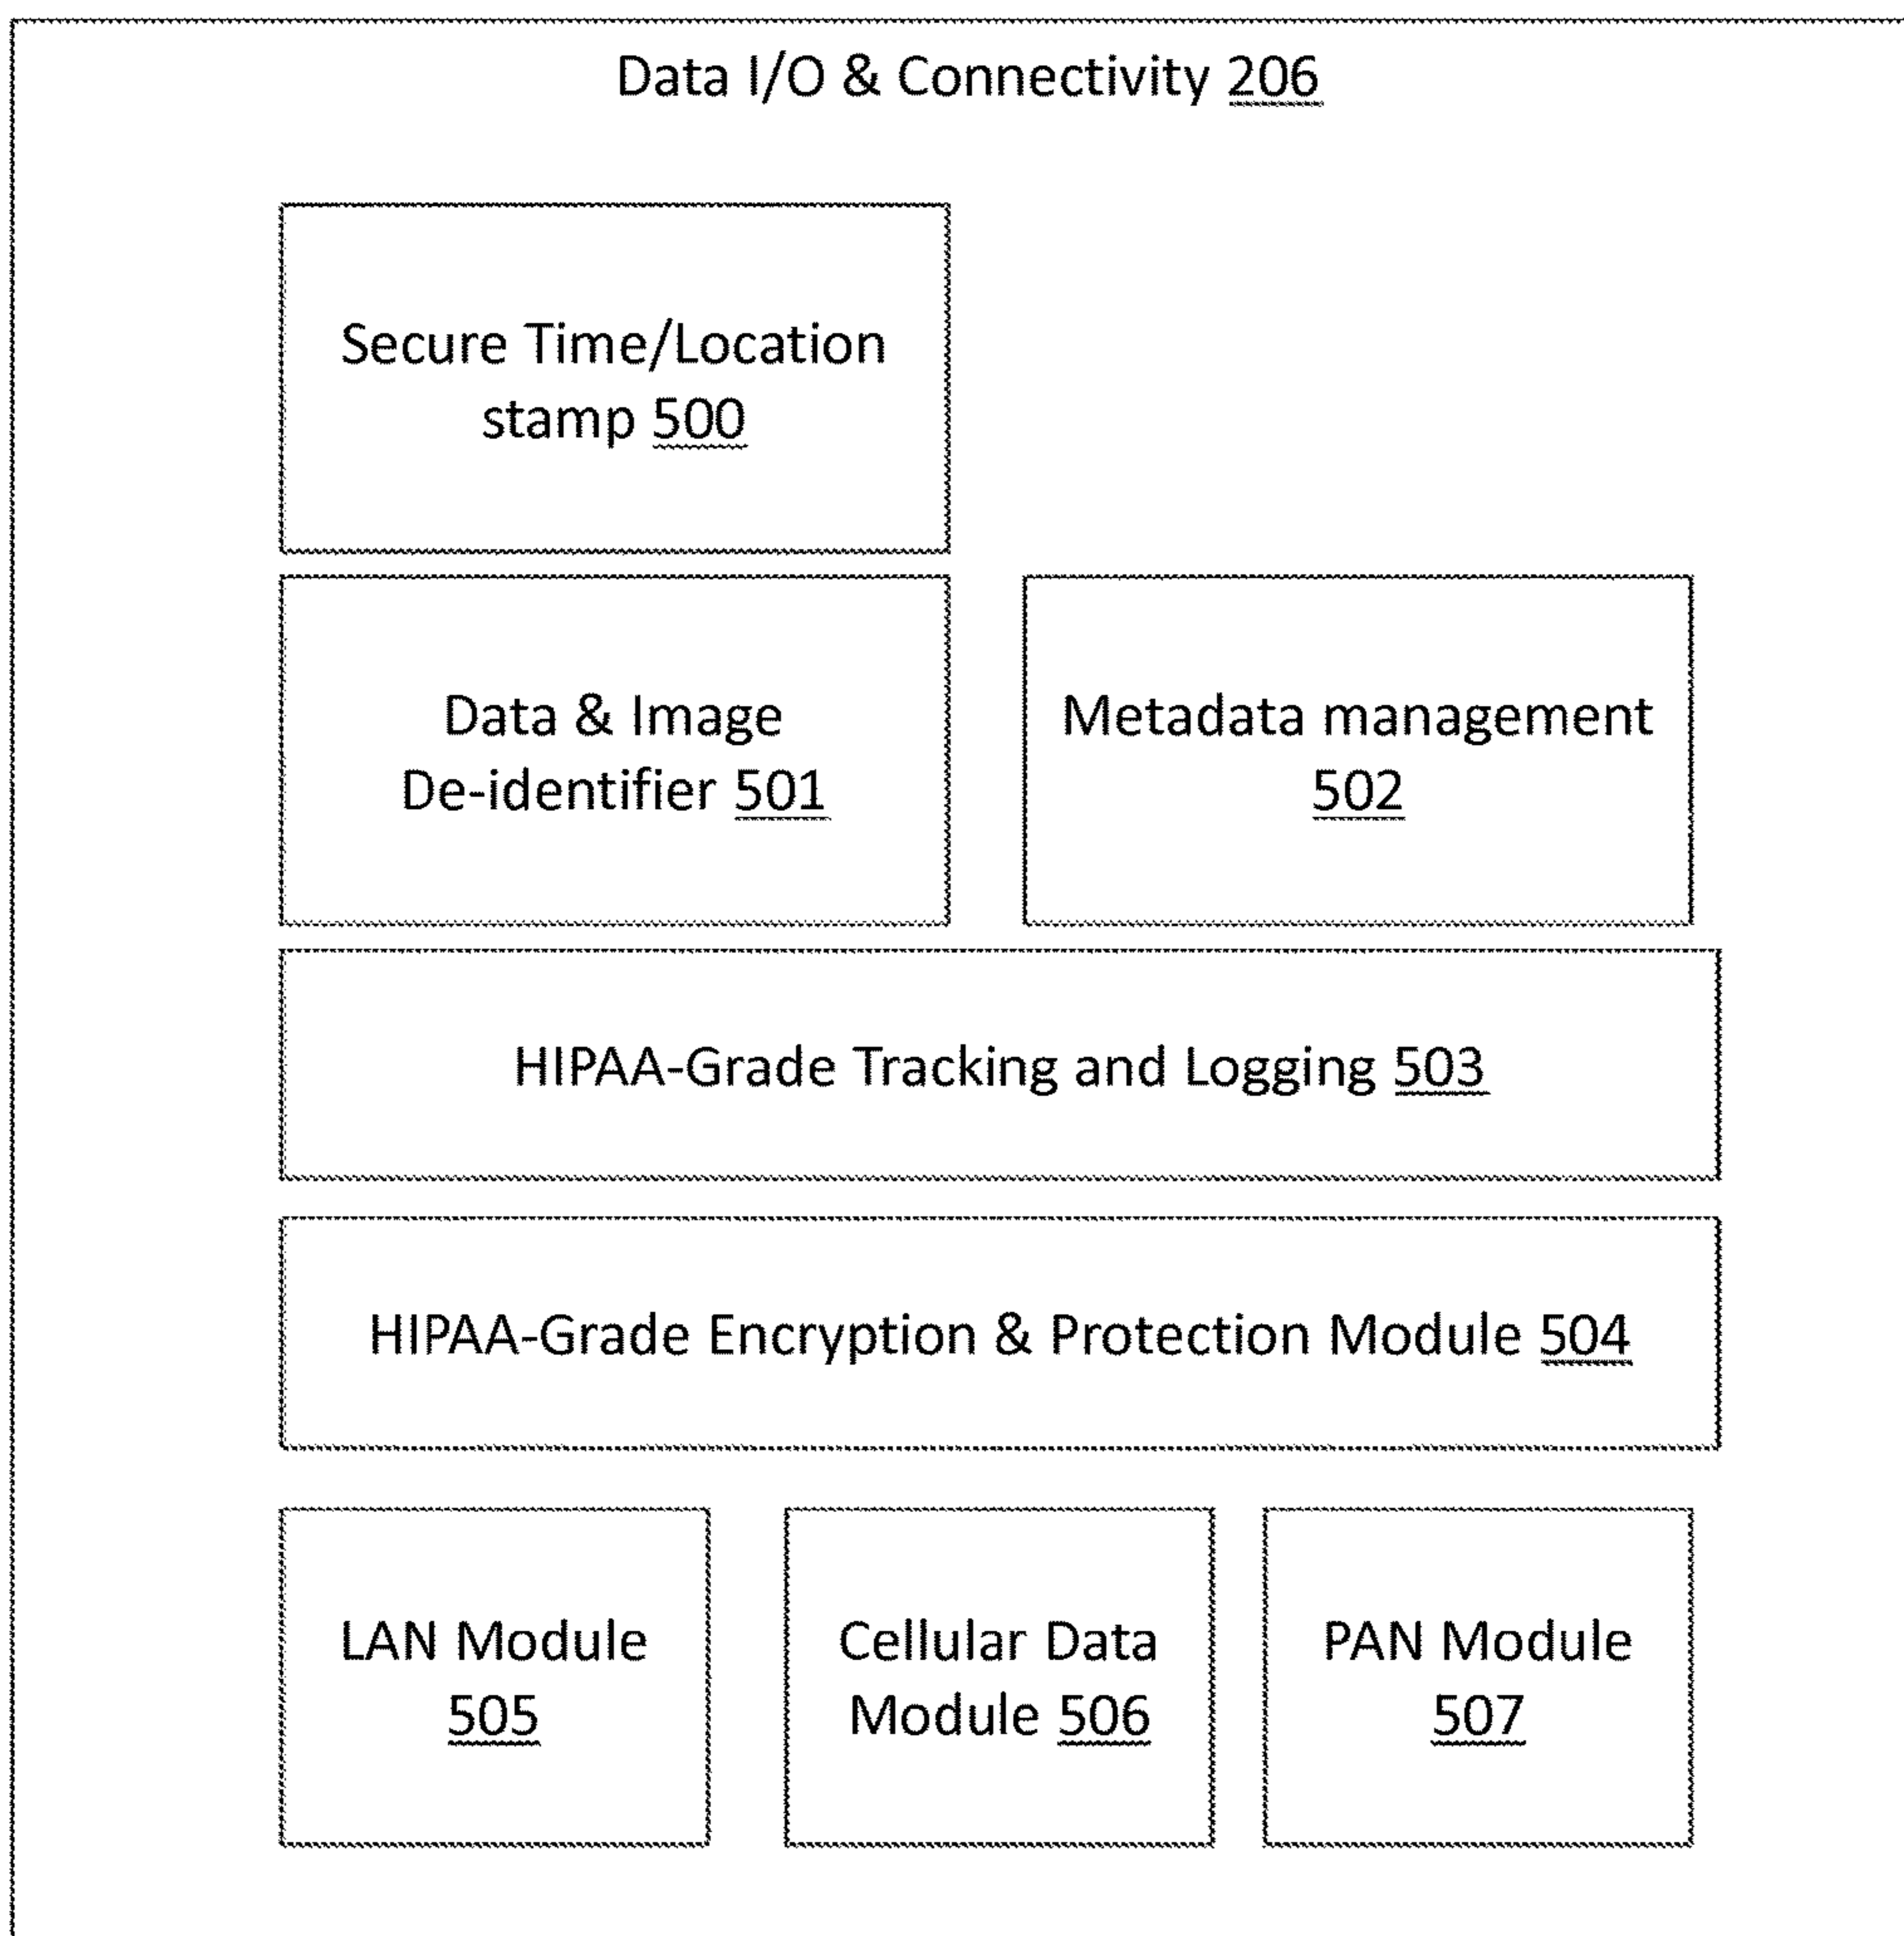 Data I/O & Connectivity 206
Secure Time/Location
stamp 500
Data & Image
De-identifier 501
Metadata management
502
HIPAA-Grade Tracking and Logging 503
HIPAA-Grade Encryption & Protection Module 504
LAN Module
505
Cellular Data
Module 506
PAN Module
507